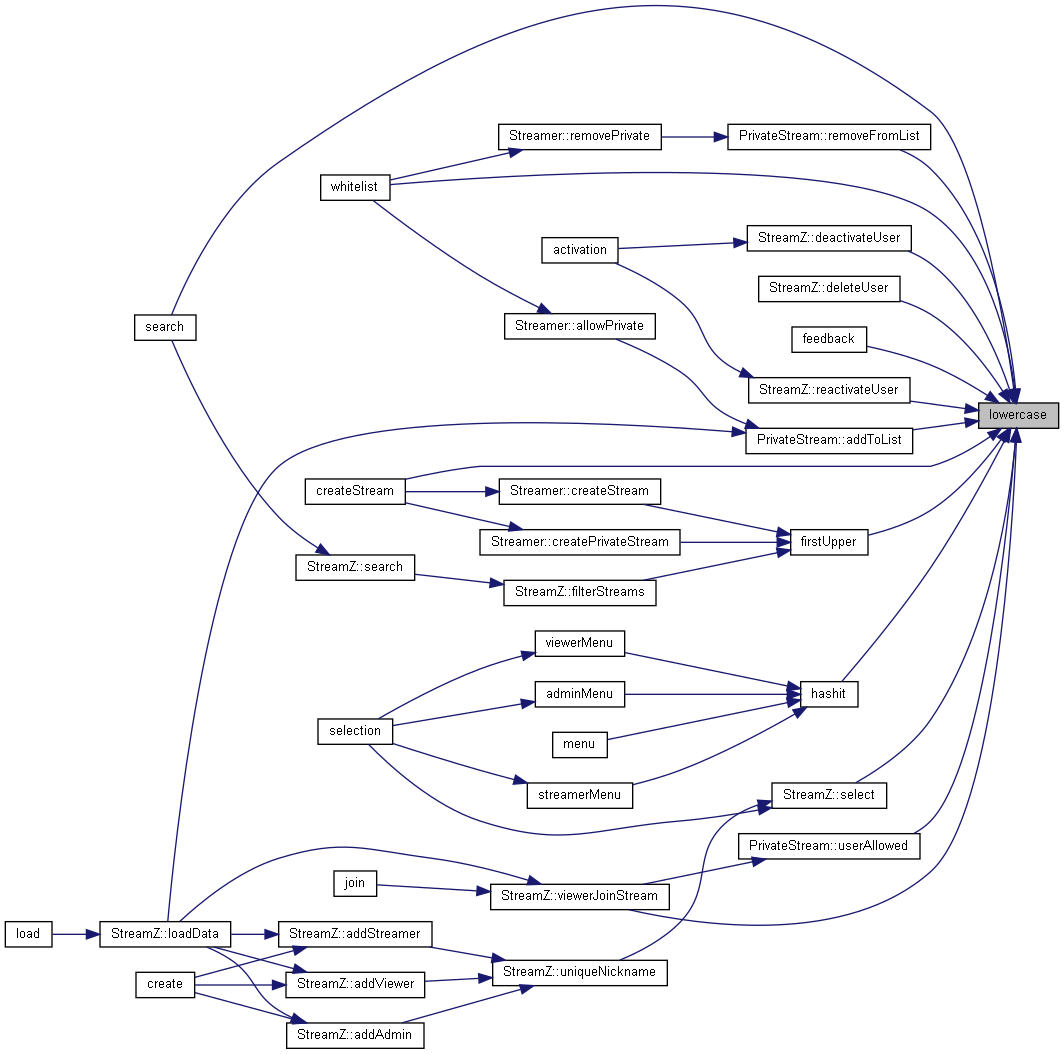 Streamer::removePrivate
PrivateStream::removeFromList
whitelist
StreamZ::deactivateUser
activation
StreamZ::deleteUser
search
Streamer::allowPrivate
feedback
StreamZ::reactivateUser
lowercase
PrivateStream::addToList
createStream
Streamer::createStream
Streamer::createPrivateStream
firstUpper
StreamZ::search
StreamZ::filterStreams
viewerMenu
adminMenu
hashit
selection
menu
streamerMenu
StreamZ::select
PrivateStream::userAllowed
join
StreamZ::viewerJoinStream
load
StreamZ::loadData
StreamZ::addStreamer
StreamZ::uniqueNickname
create
StreamZ::addViewer
StreamZ::addAdmin